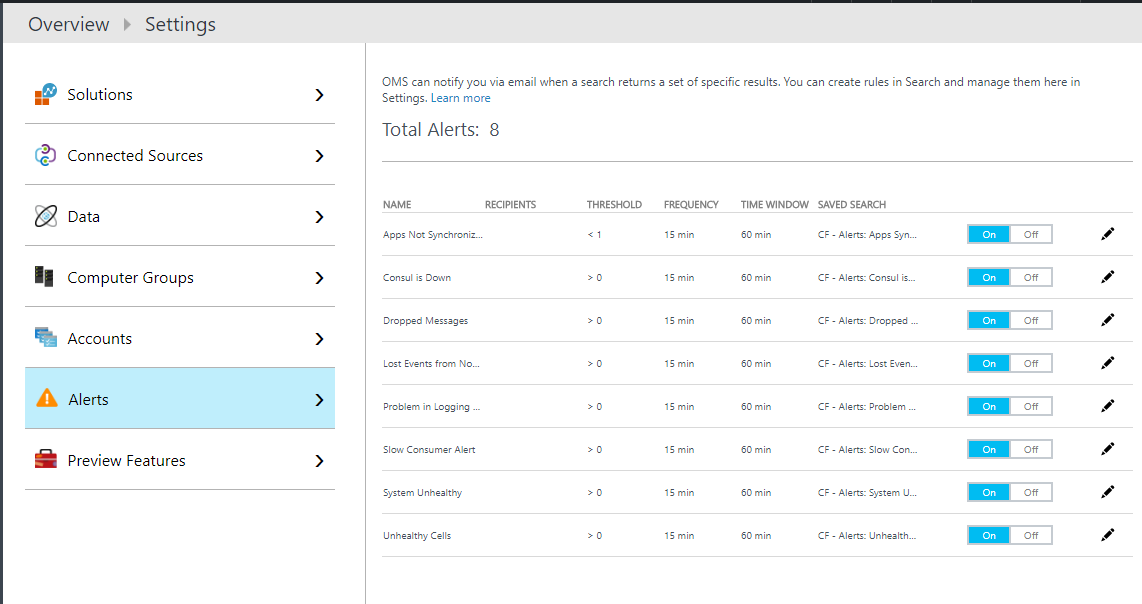 Overview Settings
Solutions
Connected Sources
Data
Computer Groups
Accounts
Alerts
Preview Features
OMS can notify you via email when a search returns a set of specific results. You can create rules in Search and manage them here in
Settings. Learn more
Total Alerts: 8
NAME RECIPIENTS THRESHOLD FREQUENCY TIME WINDOW SAVED SEARCH
Apps Not Synchroniz... < 1 15 min 60 min CF - Alerts: Apps Syn... On Off
Consul is Down > 0 15 min 60 min CF - Alerts: Consul is... On Off
Dropped Messages > 0 15 min 60 min CF - Alerts: Dropped ... On Off
Lost Events from No... > 0 15 min 60 min CF - Alerts: Lost Even... On Off
Problem in Logging ... > 0 15 min 60 min CF - Alerts: Problem ... On Off
Slow Consumer Alert > 0 15 min 60 min CF - Alerts: Slow Con... On Off
System Unhealthy > 0 15 min 60 min CF - Alerts: System U... On Off
Unhealthy Cells > 0 15 min 60 min CF - Alerts: Unhealth... On Off